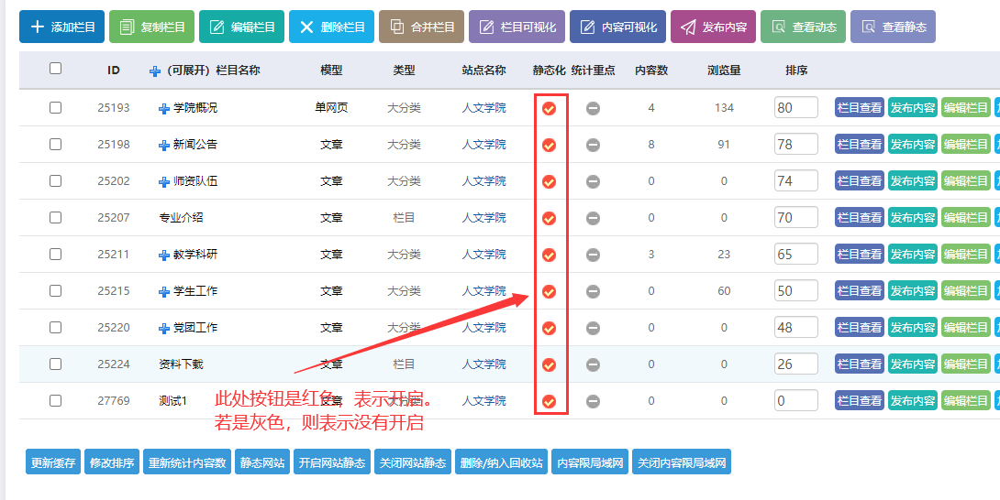 添加栏目 复制栏目 编辑栏目 删除栏目 合并栏目 栏目可视化 内容可视化 发布内容 查看动态 查看静态
ID (可展开) 栏目名称 模型 类型 站点名称 静态化 统计重点 内容数 浏览量 排序
25193 学院概况 单网页 大分类 人文学院 4 134 80 栏目查看 发布内容 编辑栏目
25198 新闻公告 文章 大分类 人文学院 8 91 78 栏目查看 发布内容 编辑栏目
25202 师资队伍 文章 大分类 人文学院 0 0 74 栏目查看 发布内容 编辑栏目
25207 专业介绍 文章 栏目 人文学院 0 0 70 栏目查看 发布内容 编辑栏目
25211 教学科研 文章 大分类 人文学院 3 23 65 栏目查看 发布内容 编辑栏目
25215 学生工作 文章 大分类 人文学院 0 60 50 栏目查看 发布内容 编辑栏目
25220 党团工作 文章 大分类 人文学院 0 0 48 栏目查看 发布内容 编辑栏目
25224 资料下载 文章 栏目 人文学院 0 0 26 栏目查看 发布内容 编辑栏目
27769 测试1 文章 栏目 人文学院 0 0 0 栏目查看 发布内容 编辑栏目
此处按钮是红色，表示开启。
若是灰色，则表示没有开启
更新缓存 修改排序 重新统计内容数 静态网站 开启网站静态 关闭网站静态 删除/纳入回收站 内容限局域网 关闭内容限局域网